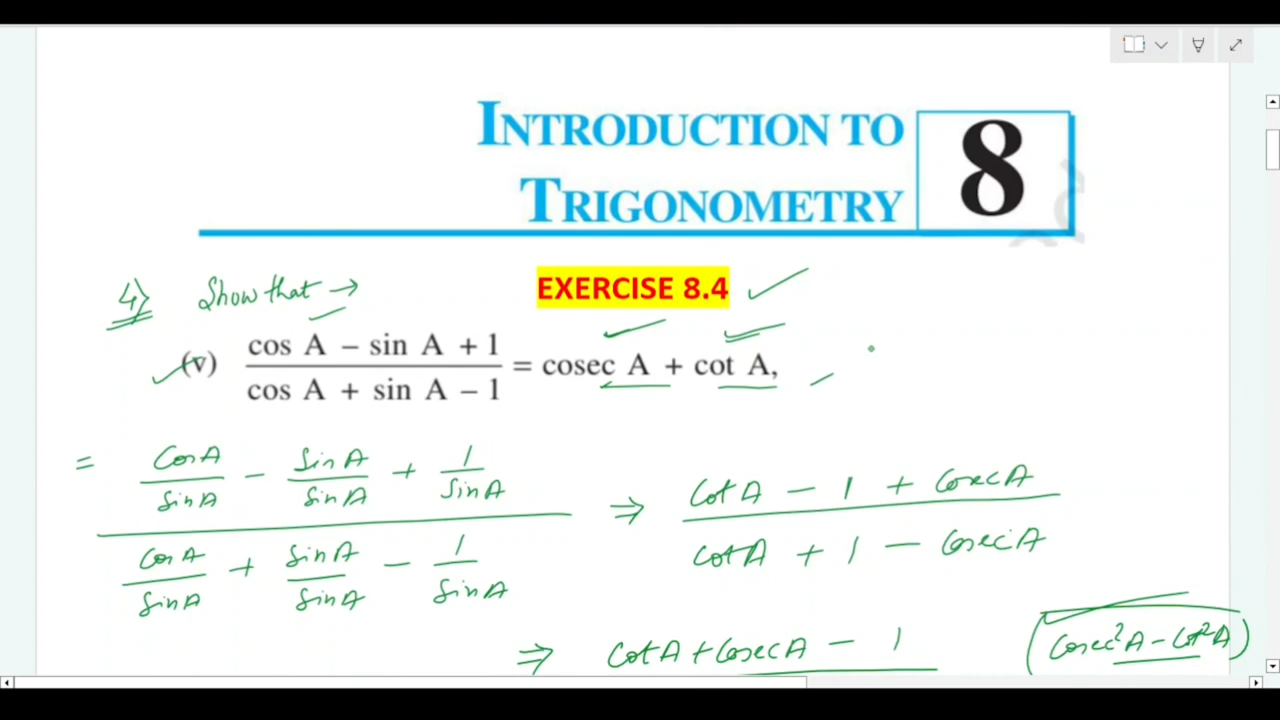 INTRODUCTION TO
TRIGONOMETRY
8
4) Show that →
EXERCISE 8.4
(v) cos A − sin A + 1 / cos A + sin A − 1 = cosec A + cot A,
= cosA/sinA − sinA/sinA + 1/sinA
cosA/sinA + sinA/sinA − 1/sinA
⇒ cotA − 1 + cosecA
cotA + 1 − cosecA
⇒ cotA + cosecA − 1
(cosec²A − cot²A)